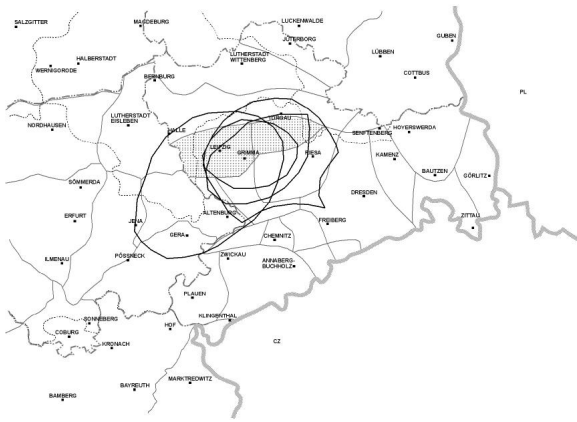 SALZGITTER
MAGDEBURG
LUCKENWALDE
JÜTERBORG
GUBEN
LÜBBEN
HALBERSTADT
LUTHERSTADT
WITTENBERG
WERNIGORODE
BERNBURG
COTTBUS
PL
LUTHERSTADT
EISLEBEN
TORGAU
NORDHAUSEN
HALLE
SENFTENBERG
HOYERSWERDA
LEIPZIG
GRIMMA
RIESA
KAMENZ
BAUTZEN
GÖRLITZ
SÖMMERDA
DRESDEN
ERFURT
JENA
ALTENBURG
FREIBERG
ZITTAU
GERA
CHEMNITZ
ILMENAU
PÖSSNECK
ZWICKAU
ANNABERG-
BUCHHOLZ
PLAUEN
SONNEBERG
KLINGENTHAL
COBURG
HOF
KRONACH
CZ
MARKTREDWITZ
BAYREUTH
BAMBERG